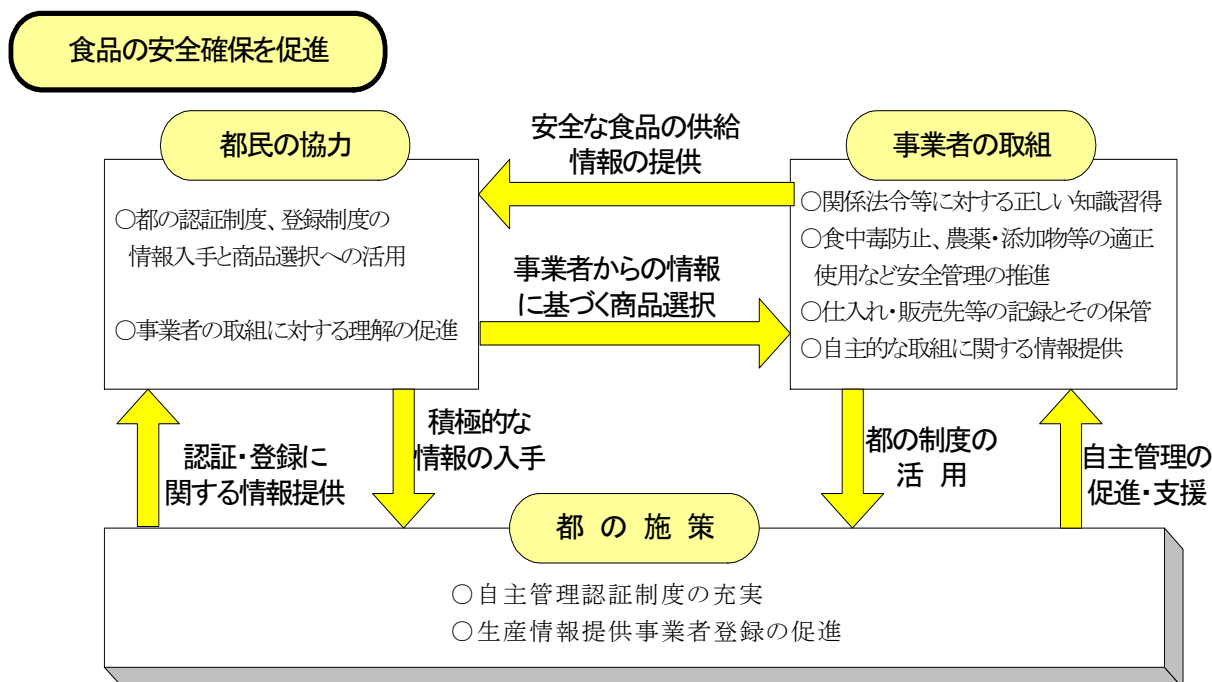 食品の安全確保を促進
都民の協力
○都の認証制度、登録制度の
情報入手と商品選択への活用
○事業者の取組に対する理解の促進
安全な食品の供給
情報の提供
事業者からの情報
に基づく商品選択
事業者の取組
○関係法令等に対する正しい知識習得
○食中毒防止、農薬・添加物等の適正
使用など安全管理の推進
○仕入れ・販売先等の記録とその保管
○自主的な取組に関する情報提供
認証・登録に
関する情報提供
積極的な
情報の入手
都の制度の
活 用
自主管理の
促進・支援
都 の 施 策
○自主管理認証制度の充実
○生産情報提供事業者登録の促進